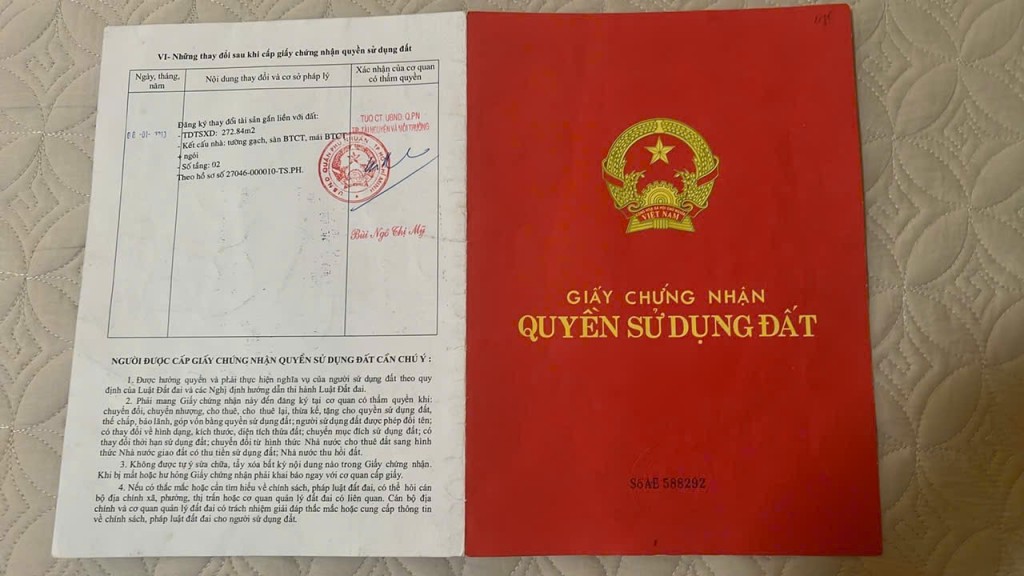 VI- Những thay đổi sau khi cấp giấy chứng nhận quyền sử dụng đất
Ngày, tháng, năm
Nội dung thay đổi và cơ sở pháp lý
Xác nhận của cơ quan có thẩm quyền
Đăng ký thay đổi tài sản gắn liền với đất:
- TDTSXD: 272.84m2
- Kết cấu nhà: tường gạch, sàn BTCT, mái BTCT
+ ngói
- Số tầng: 02
Theo hồ sơ số 27046-000010-TS.PH.
TUQ CT. UBND Q.PN
TP. TÀI NGUYÊN VÀ MÔI TRƯỜNG
Bùi Ngô Thị Mỹ
NGƯỜI ĐƯỢC CẤP GIẤY CHỨNG NHẬN QUYỀN SỬ DỤNG ĐẤT CẦN CHÚ Ý :
1. Được hưởng quyền và phải thực hiện nghĩa vụ của người sử dụng đất theo quy
định của Luật Đất đai và các Nghị định hướng dẫn thi hành Luật Đất đai.
2. Phải mang Giấy chứng nhận này đến đăng ký tại cơ quan có thẩm quyền khi:
chuyển đổi, chuyển nhượng, cho thuê, cho thuê lại, thừa kế, tặng cho quyền sử dụng đất,
thế chấp, bảo lãnh, góp vốn bằng quyền sử dụng đất; người sử dụng đất được phép đổi tên;
có thay đổi về hình dạng, kích thước, diện tích thửa đất; chuyển mục đích sử dụng đất; có
thay đổi thời hạn sử dụng đất; chuyển đổi từ hình thức Nhà nước cho thuê đất sang hình
thức Nhà nước giao đất có thu tiền sử dụng đất; Nhà nước thu hồi đất.
3. Không được tự ý sửa chữa, tẩy xóa bất kỳ nội dung nào trong Giấy chứng nhận.
Khi bị mất hoặc hư hỏng Giấy chứng nhận phải khai báo ngay với cơ quan cấp giấy.
4. Nếu có thắc mắc hoặc cần tìm hiểu về chính sách, pháp luật đất đai, có thể hỏi cán
bộ địa chính xã, phường, thị trấn hoặc cơ quan quản lý đất đai có liên quan. Cán bộ địa
chính và cơ quan quản lý đất đai có trách nhiệm giải đáp thắc mắc hoặc cung cấp thông tin
về chính sách, pháp luật đất đai cho người sử dụng đất.
VIỆT NAM
GIẤY CHỨNG NHẬN
QUYỀN SỬ DỤNG ĐẤT
Số AE 588292